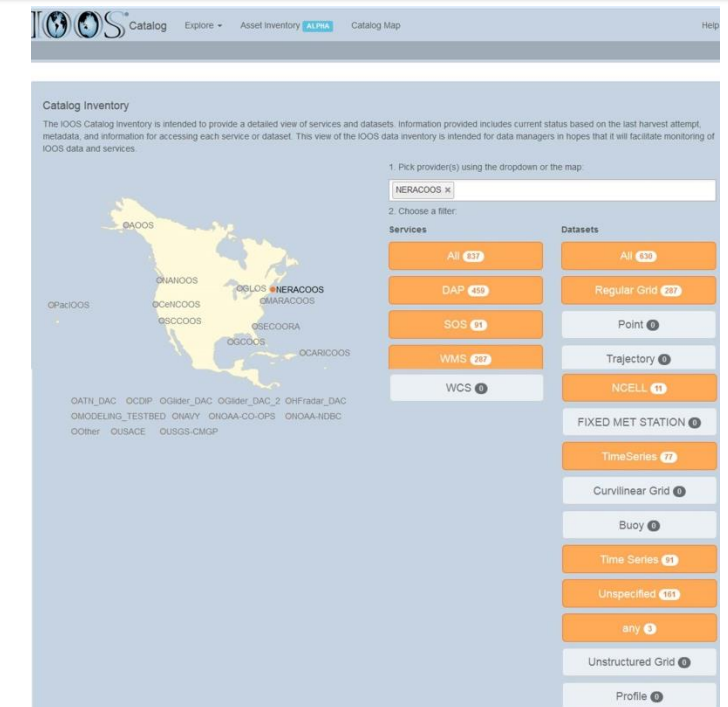 IOOS Catalog Explore Asset Inventory ALPHA Catalog Map Help
Catalog Inventory
The IOOS Catalog Inventory is intended to provide a detailed view of services and datasets. Information provided includes current status based on the last harvest attempt,
metadata, and information for accessing each service or dataset. This view of the IOOS data inventory is intended for data managers in hopes that it will facilitate monitoring of
IOOS data and services.
1. Pick provider(s) using the dropdown or the map:
NERACOOS ×
2. Choose a filter:
Services
All 837
DAP 459
SOS 91
WMS 287
WCS 0
Datasets
All 630
Regular Grid 287
Point 0
Trajectory 0
NCELL 11
FIXED MET STATION 0
TimeSeries 77
Curvilinear Grid 0
Buoy 0
Time Series 91
Unspecified 161
any 3
Unstructured Grid 0
Profile 0
AOOS
NANOOS
GLOS
NERACOOS
PacIOOS
CeNCOOS
MARACOOS
SCCOOS
SECOORA
GCOOS
CARICOOS
ATN_DAC CDIP Glider_DAC Glider_DAC_2 HFradar_DAC
MODELING_TESTBED NAVY NOAA-CO-OPS NOAA-NDBC
Other USACE USGS-CMGP